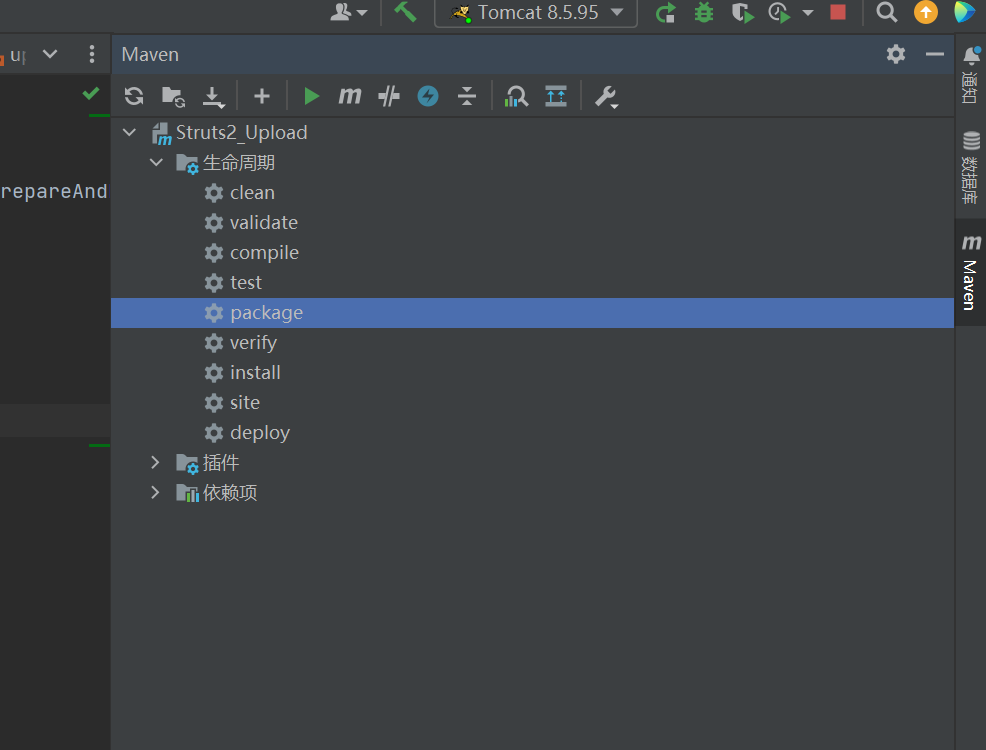 Tomcat 8.5.95
Maven
repareAnd
Struts2_Upload
生命周期
clean
validate
compile
test
package
verify
install
site
deploy
插件
依赖项
通知
数据库
m
Maven